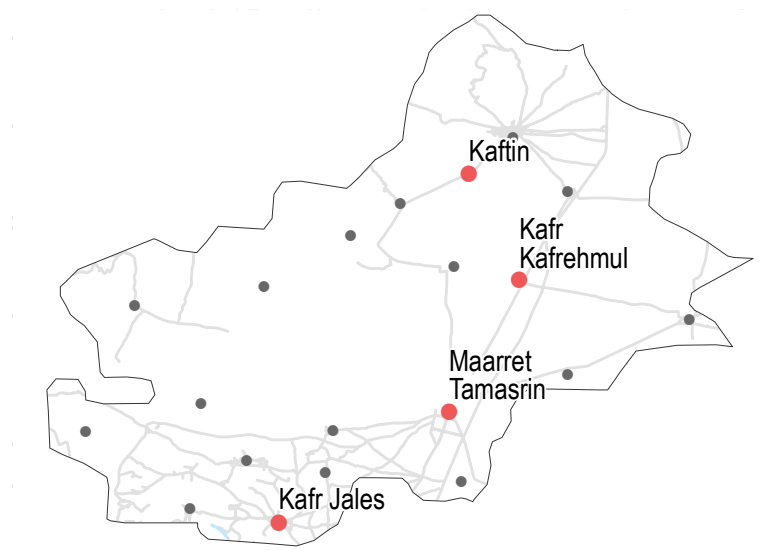 Kaftin
Kafr
Kafrehmul
Maarret
Tamasrin
Kafr Jales